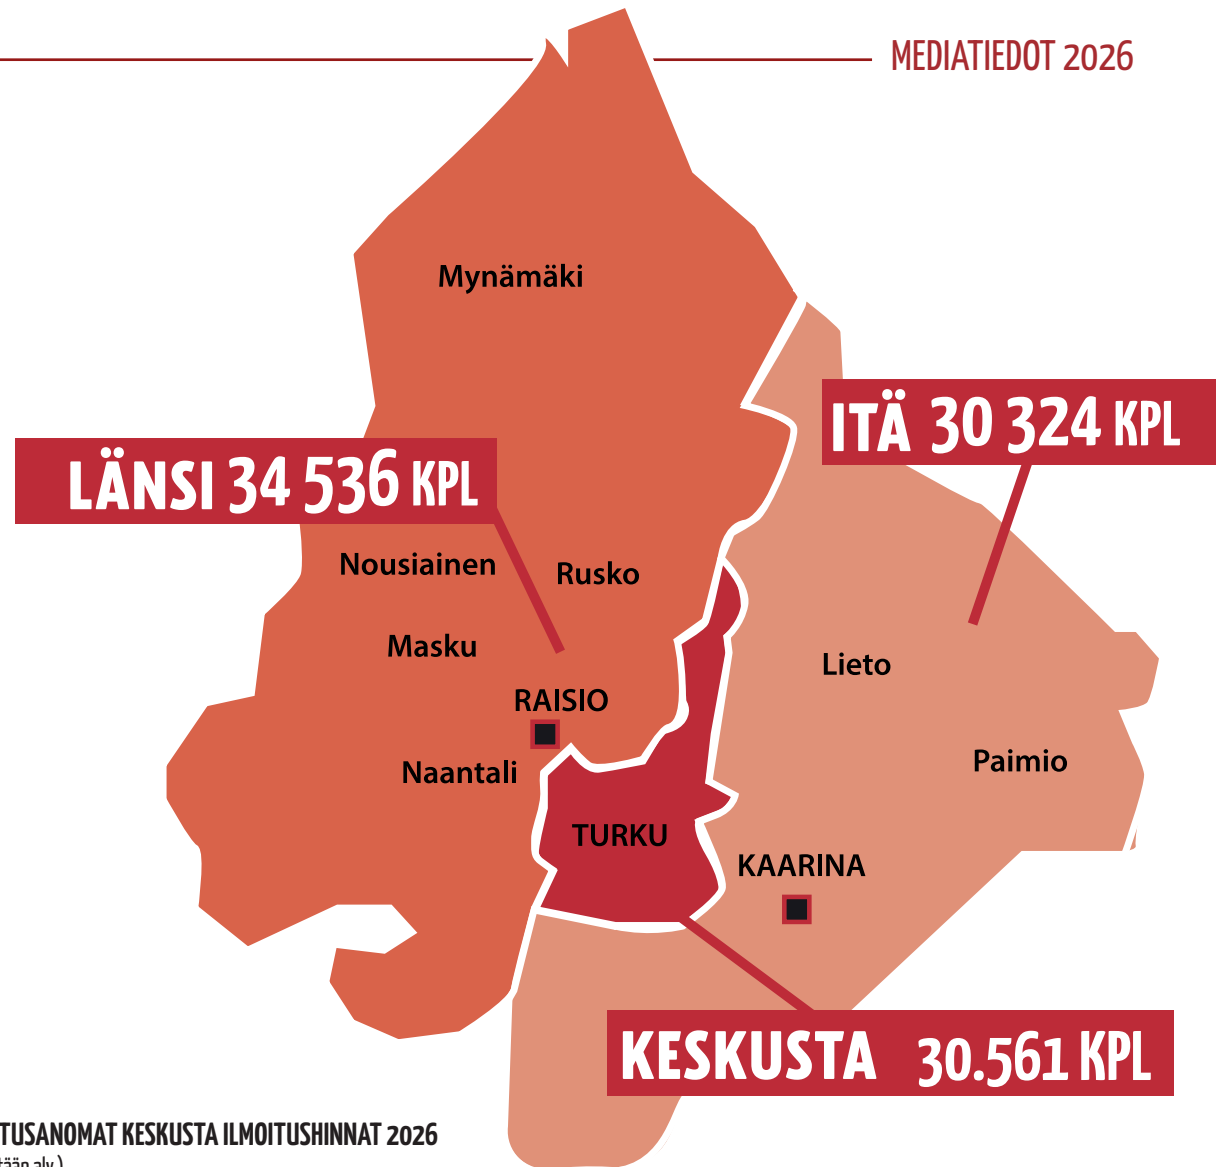 MEDIATIEDOT 2026
Mynämäki
ITÄ 30 324 KPL
LÄNSI 34 536 KPL
Nousiainen
Rusko
Masku
Lieto
RAISIO
Paimio
Naantali
TURKU
KAARINA
KESKUSTA 30.561 KPL
TUSANOMAT KESKUSTA ILMOITUSHINNAT 2026